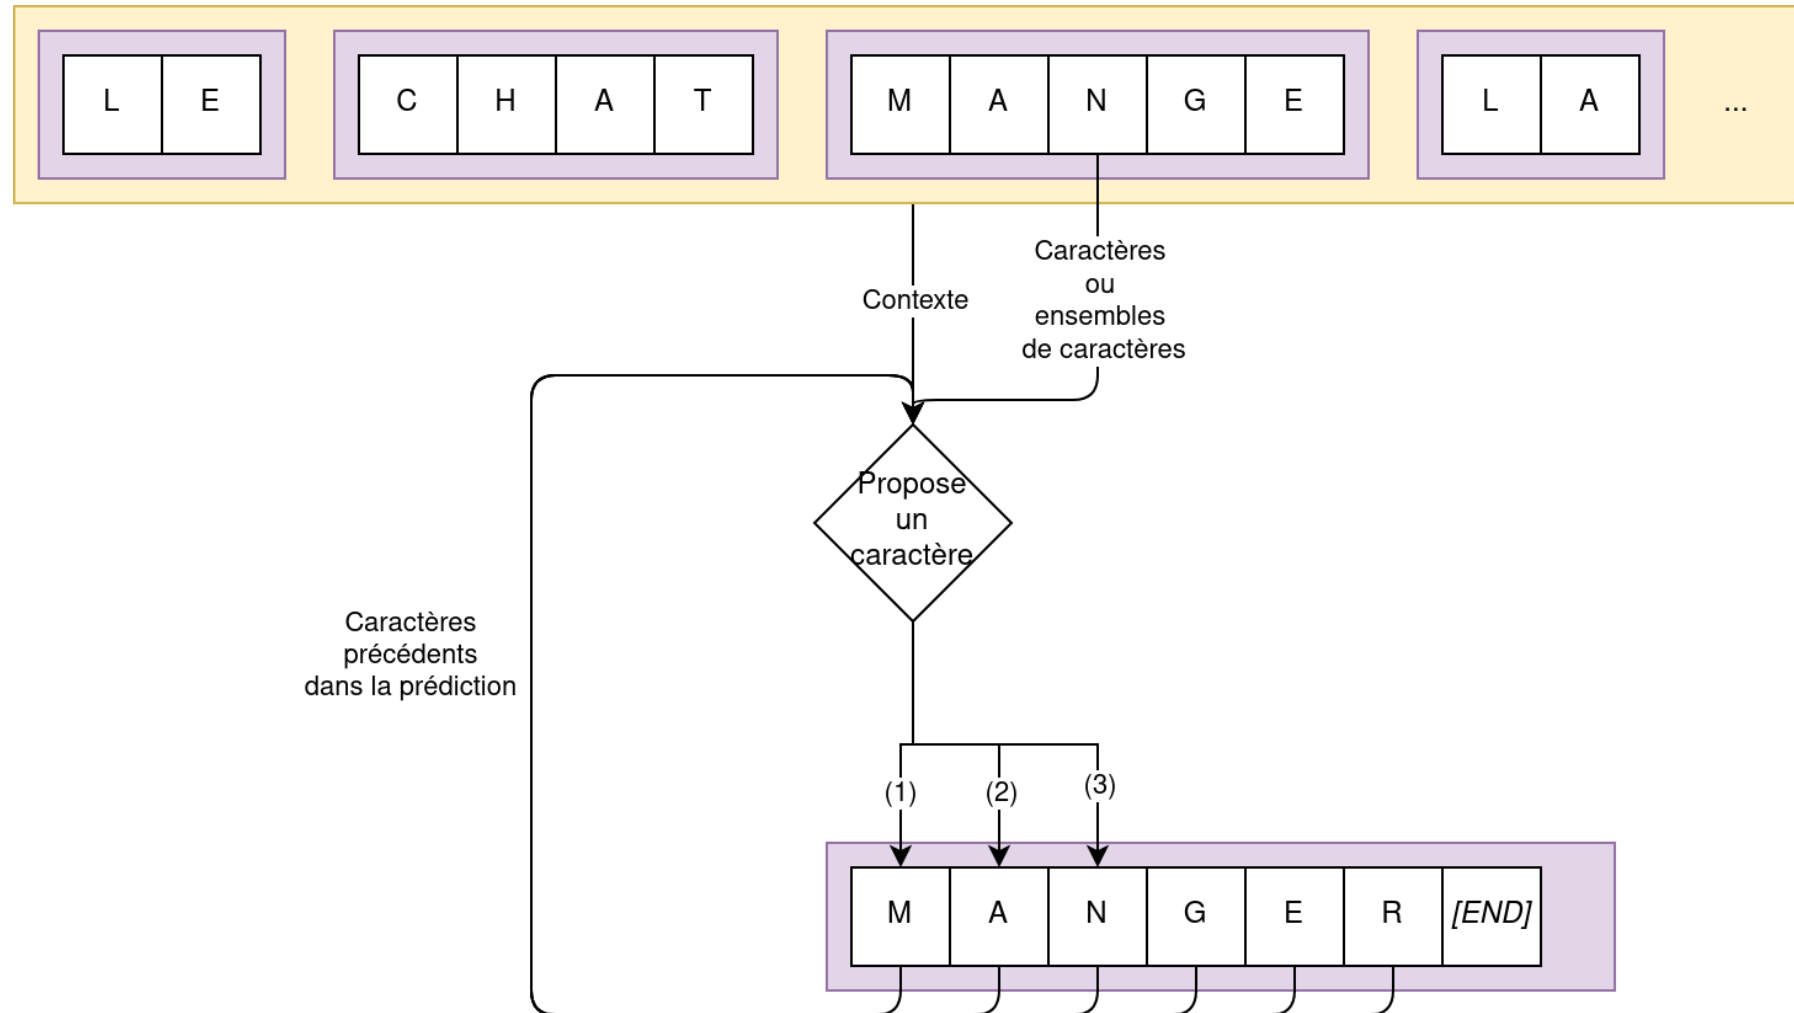 L E C H A T M A N G E L A ...
Caractères
ou
ensembles
de caractères
Contexte
Propose
un
caractère
Caractères
précédents
dans la prédiction
(1) (2) (3)
M A N G E R [END]